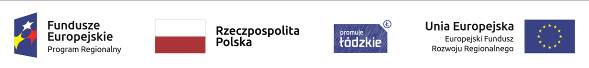 Fundusze
Europejskie
Program Regionalny
Rzeczpospolita
Polska
promuje
łódzkie
Unia Europejska
Europejski Fundusz
Rozwoju Regionalnego